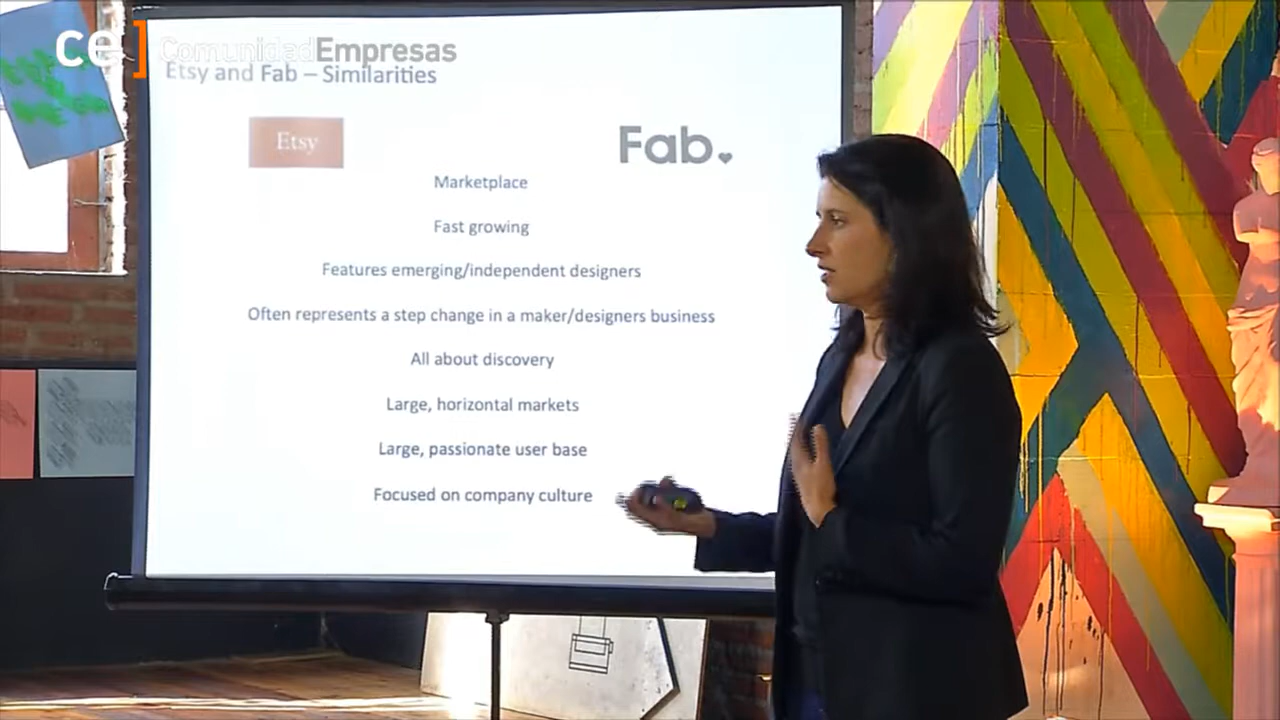 ce] ComunidadEmpresas
Etsy and Fab – Similarities
Etsy
Fab.
Marketplace
Fast growing
Features emerging/independent designers
Often represents a step change in a maker/designers business
All about discovery
Large, horizontal markets
Large, passionate user base
Focused on company culture